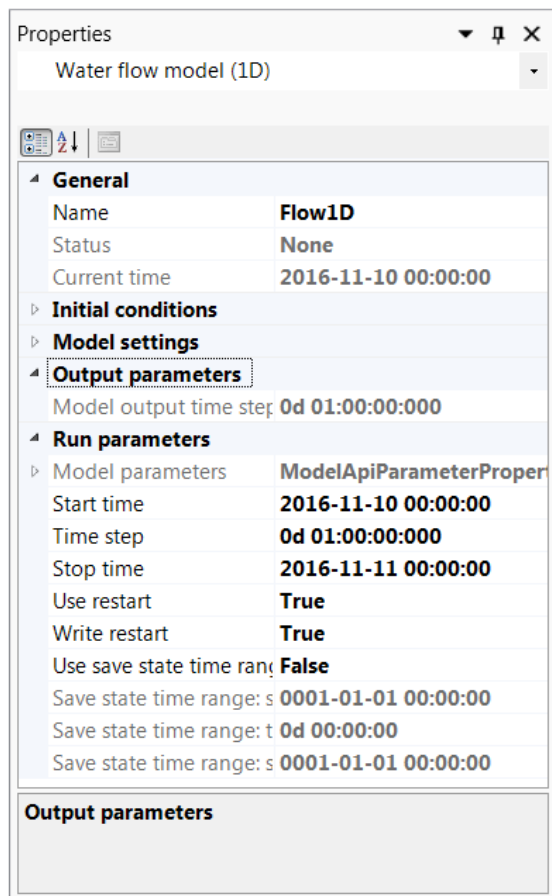 Properties
Water flow model (1D)
General
Name Flow1D
Status None
Current time 2016-11-10 00:00:00
Initial conditions
Model settings
Output parameters
Model output time step 0d 01:00:00:000
Run parameters
Model parameters ModelApiParameterPropert
Start time 2016-11-10 00:00:00
Time step 0d 01:00:00:000
Stop time 2016-11-11 00:00:00
Use restart True
Write restart True
Use save state time rang False
Save state time range: s 0001-01-01 00:00:00
Save state time range: t 0d 00:00:00
Save state time range: s 0001-01-01 00:00:00
Output parameters